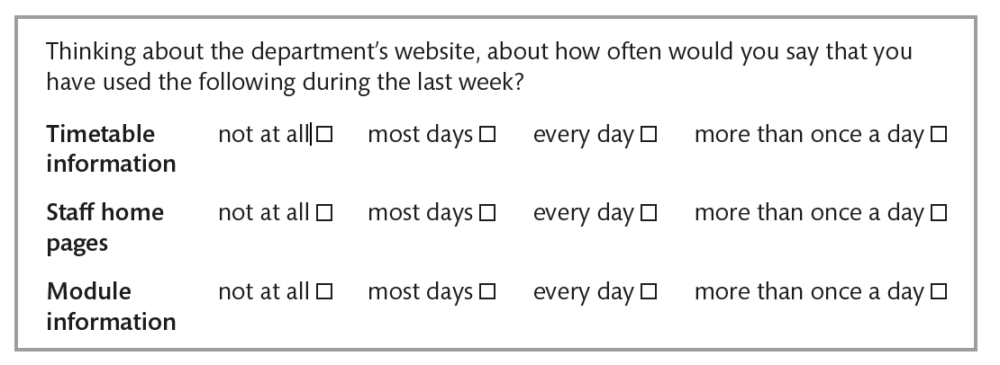 Thinking about the department’s website, about how often would you say that you
have used the following during the last week?
Timetable information not at all □ most days □ every day □ more than once a day □
Staff home pages not at all □ most days □ every day □ more than once a day □
Module information not at all □ most days □ every day □ more than once a day □